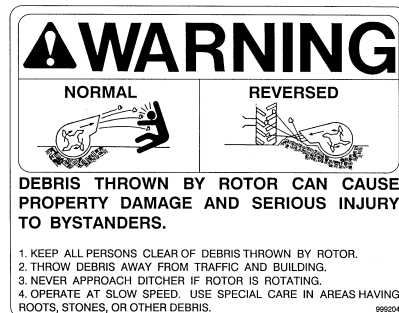 WARNING
NORMAL REVERSED
DEBRIS THROWN BY ROTOR CAN CAUSE
PROPERTY DAMAGE AND SERIOUS INJURY
TO BYSTANDERS.
1. KEEP ALL PERSONS CLEAR OF DEBRIS THROWN BY ROTOR.
2. THROW DEBRIS AWAY FROM TRAFFIC AND BUILDING.
3. NEVER APPROACH DITCHER IF ROTOR IS ROTATING.
4. OPERATE AT SLOW SPEED. USE SPECIAL CARE IN AREAS HAVING
ROOTS, STONES, OR OTHER DEBRIS. 999204